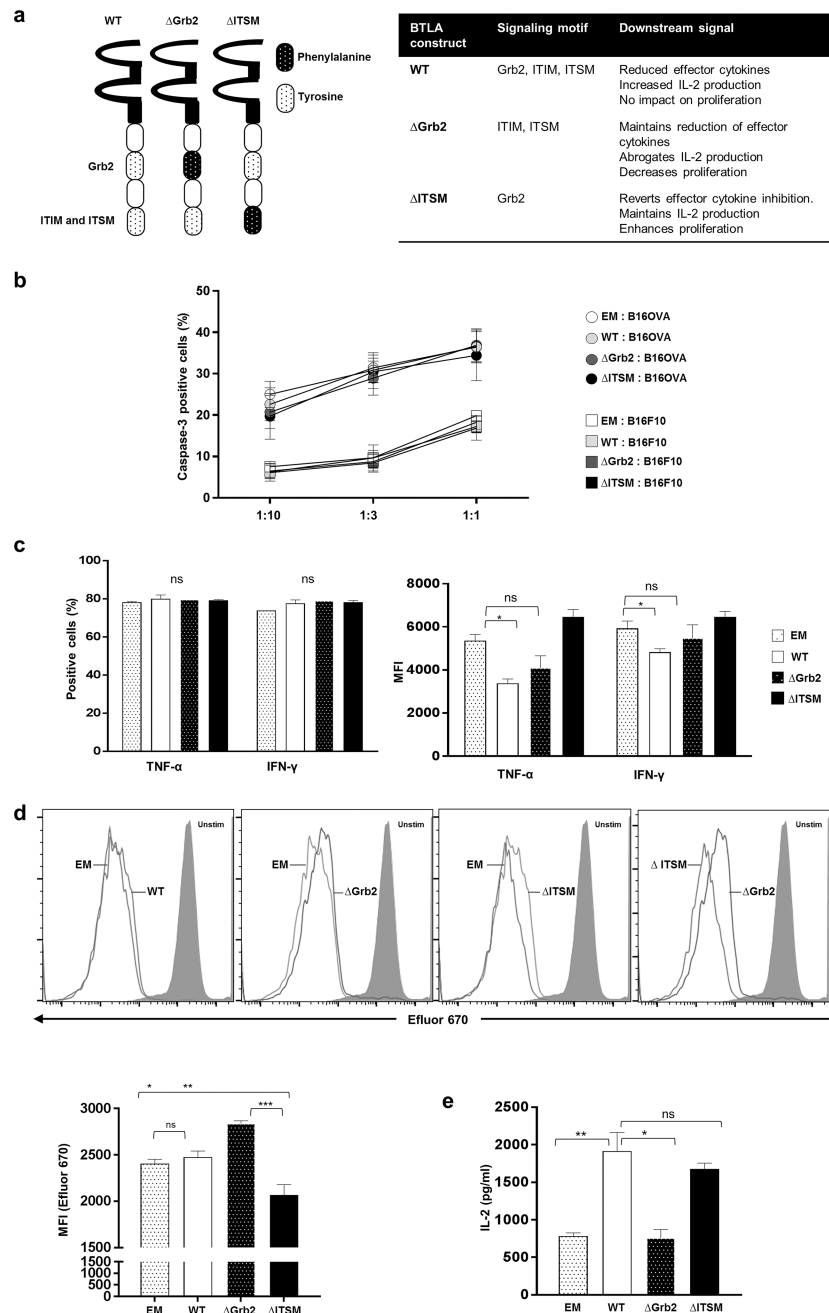 a
WT ΔGrb2 ΔITSM
Phenylalanine
Tyrosine
Grb2
ITIM and ITSM
BTLA construct Signaling motif Downstream signal
WT Grb2, ITIM, ITSM Reduced effector cytokines
Increased IL-2 production
No impact on proliferation
ΔGrb2 ITIM, ITSM Maintains reduction of effector
cytokines
Abrogates IL-2 production
Decreases proliferation
ΔITSM Grb2 Reverts effector cytokine inhibition.
Maintains IL-2 production
Enhances proliferation
b
Caspase-3 positive cells (%)
50
40
30
20
10
0
1:10 1:3 1:1
EM : B16OVA
WT : B16OVA
ΔGrb2 : B16OVA
ΔITSM : B16OVA
EM : B16F10
WT : B16F10
ΔGrb2 : B16F10
ΔITSM : B16F10
c
Positive cells (%)
100
80
60
40
20
0
ns ns
TNF-α IFN-γ
MFI
8000
6000
4000
2000
0
ns ns
* *
TNF-α IFN-γ
EM
WT
ΔGrb2
ΔITSM
d
Unstim Unstim Unstim Unstim
EM EM EM Δ ITSM
WT ΔGrb2 ΔITSM ΔGrb2
Efluor 670
MFI (Efluor 670)
* **
ns ***
3000
2500
2000
1500
1500
1000
500
0
EM WT ΔGrb2 ΔITSM
e
IL-2 (pg/ml)
2500
2000
1500
1000
500
0
ns
** *
EM WT ΔGrb2 ΔITSM